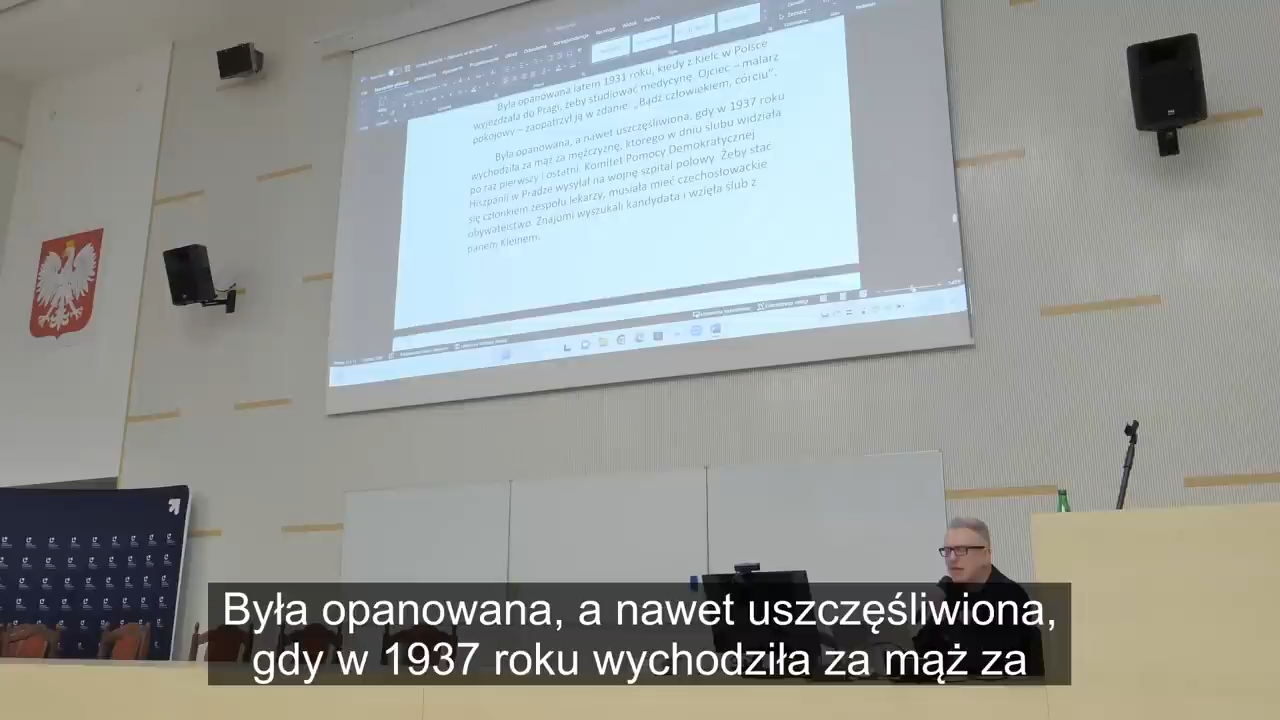 Była opanowana latem 1931 roku, kiedy z Kielc w Polsce
wyjeżdżała do Pragi, żeby studiować medycynę. Ojciec – malarz
pokojowy – zaopatrzył ją w zdanie: „Bądź człowiekiem, córciu”.
Była opanowana, a nawet uszczęśliwiona, gdy w 1937 roku
wychodziła za mąż za mężczyznę, którego w dniu ślubu widziała
po raz pierwszy i ostatni. Komitet Pomocy Demokratycznej
Hiszpanii w Pradze wysyłał na wojnę szpital polowy. Żeby stać
się członkiem zespołu lekarzy, musiała mieć czechosłowackie
obywatelstwo. Znajomi wyszukali kandydata i wzięła ślub z
panem Kleinem.
Była opanowana, a nawet uszczęśliwiona,
gdy w 1937 roku wychodziła za mąż za